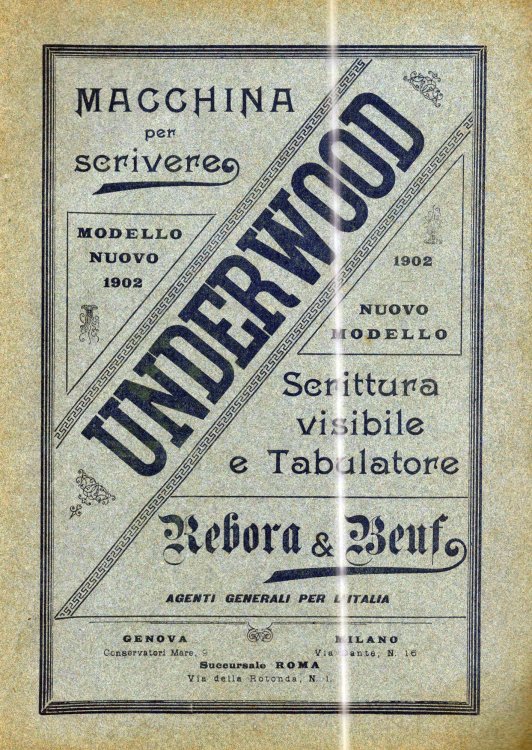 MACCHINA
per
scrivere
UNDERWOOD
MODELLO
NUOVO
1902
1902
NUOVO
MODELLO
Scrittura
visibile
e Tabulatore
Rebora & Beuf
AGENTI GENERALI PER L'ITALIA
GENOVA
Conservatori Mare, 9
MILANO
Via Dante, N. 16
Succursale ROMA
Via della Rotonda, N. 1